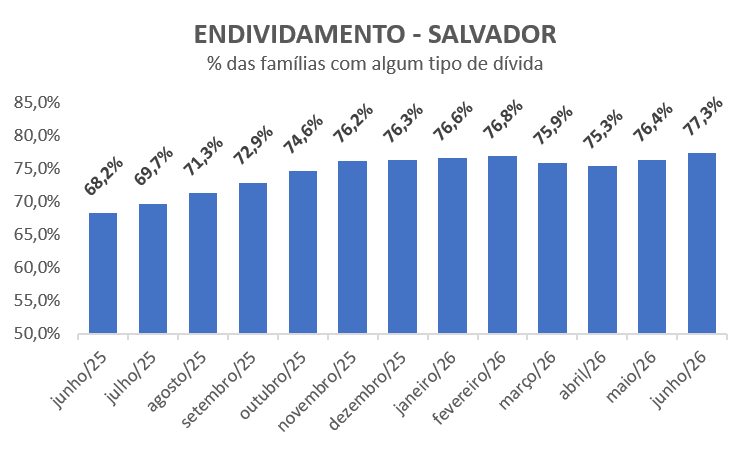 ENDIVIDAMENTO - SALVADOR
% das famílias com algum tipo de dívida
85,0%
80,0%
75,0%
70,0%
65,0%
60,0%
55,0%
50,0%
68,2%
69,7%
71,3%
72,9%
74,6%
76,2%
76,3%
76,6%
76,8%
75,9%
75,3%
76,4%
77,3%
junho/25
julho/25
agosto/25
setembro/25
outubro/25
novembro/25
dezembro/25
janeiro/26
fevereiro/26
março/26
abril/26
maio/26
junho/26